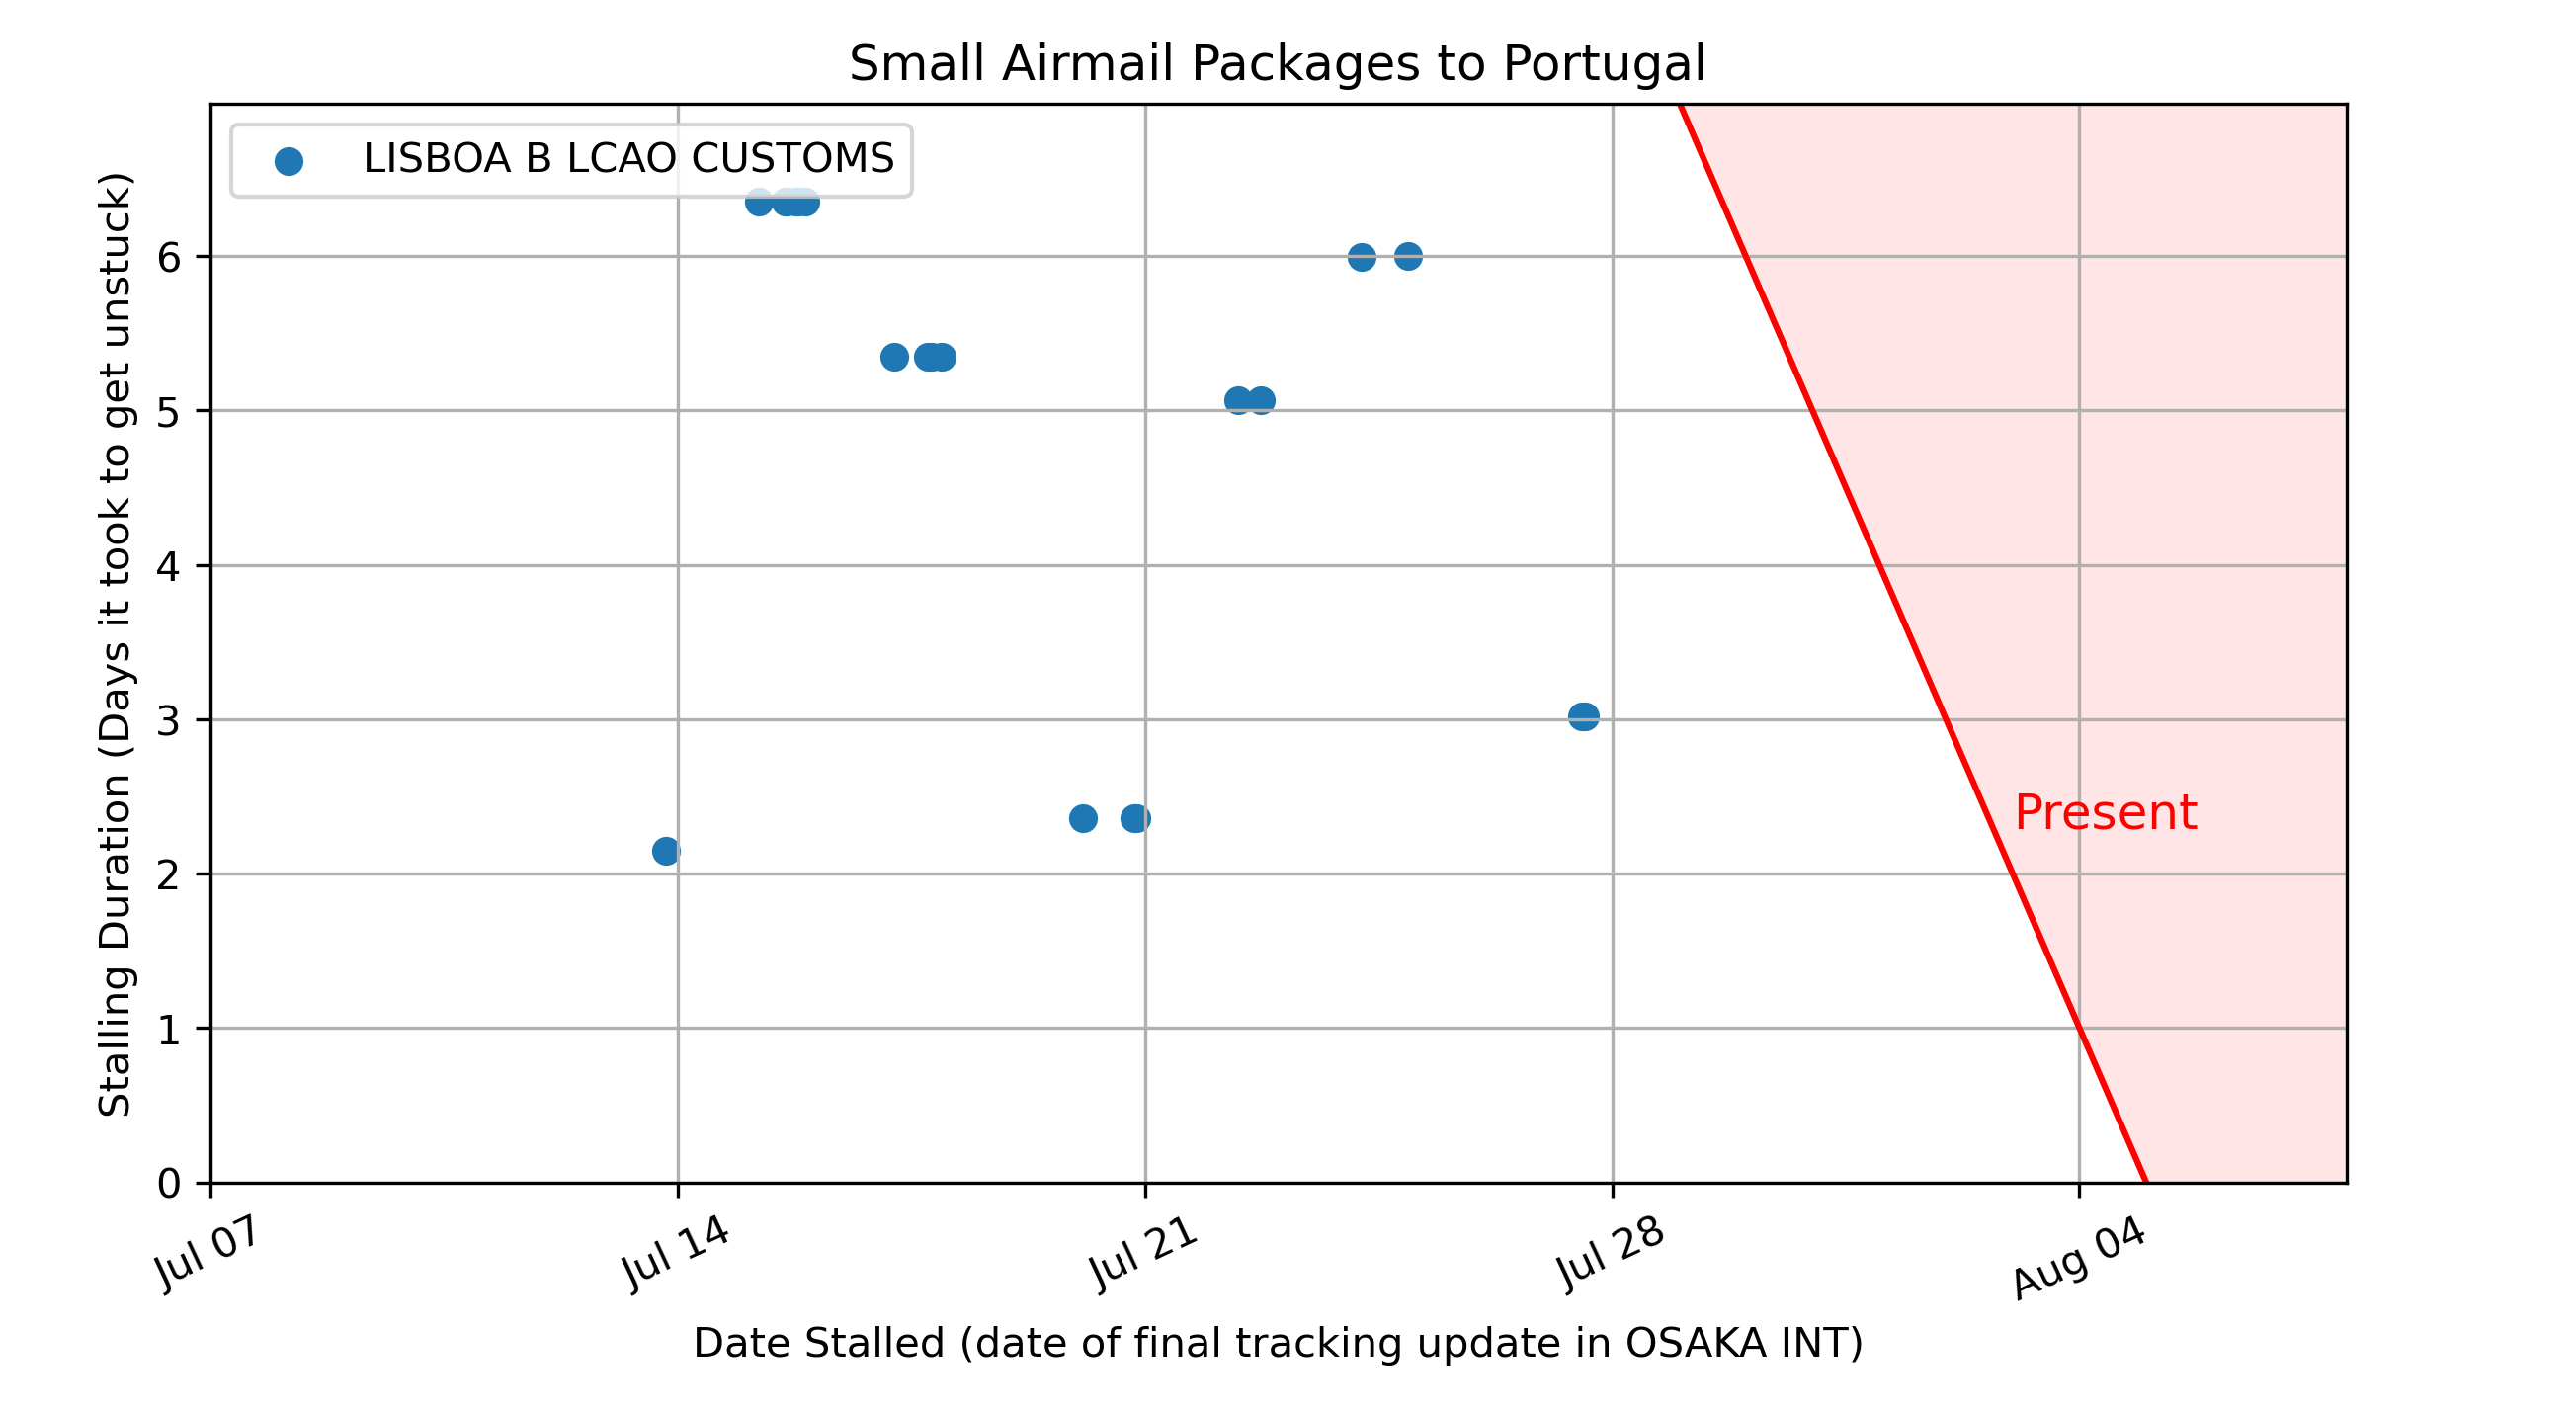 Small Airmail Packages to Portugal
LISBOA B LCAO CUSTOMS
Stalling Duration (Days it took to get unstuck)
6
5
4
3
2
1
0
Present
Jul 07
Jul 14
Jul 21
Jul 28
Aug 04
Date Stalled (date of final tracking update in OSAKA INT)